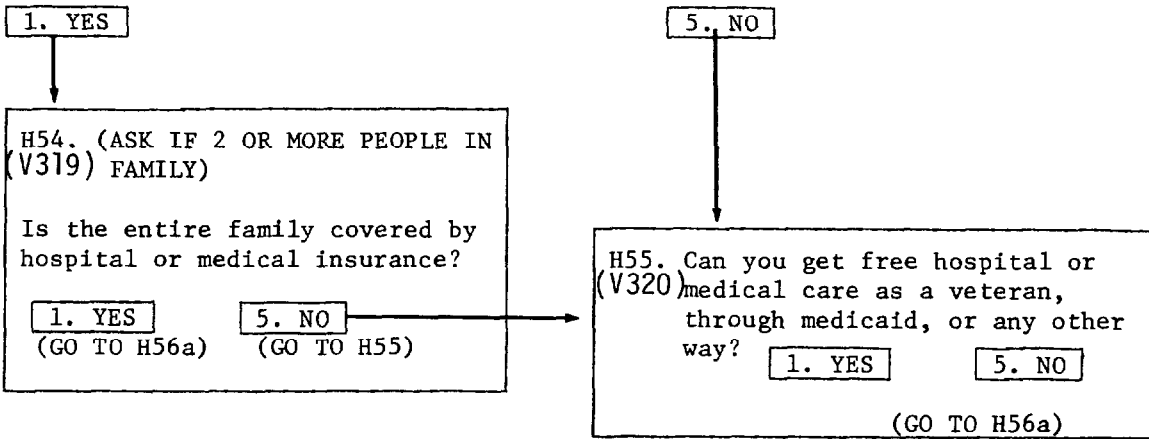 1. YES
5. NO
H54. (ASK IF 2 OR MORE PEOPLE IN
(V319) FAMILY)
Is the entire family covered by
hospital or medical insurance?
1. YES
5. NO
(GO TO H56a)
(GO TO H55)
H55. Can you get free hospital or
(V320) medical care as a veteran,
through medicaid, or any other
way?
1. YES
5. NO
(GO TO H56a)